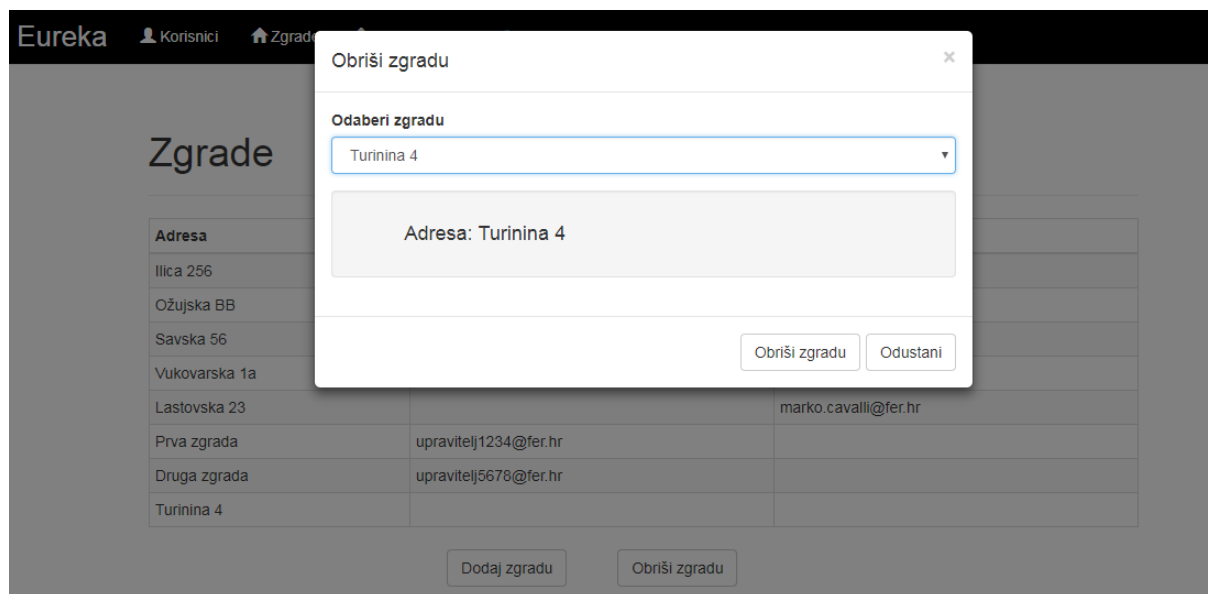 Eureka Korisnici Zgrade
Obriši zgradu ×
Odaberi zgradu
Turinina 4
Adresa: Turinina 4
Obriši zgradu Odustani
Zgrade
Adresa
Ilica 256
Ožujska BB
Savska 56
Vukovarska 1a
Lastovska 23 marko.cavalli@fer.hr
Prva zgrada upravitelj1234@fer.hr
Druga zgrada upravitelj5678@fer.hr
Turinina 4
Dodaj zgradu Obriši zgradu